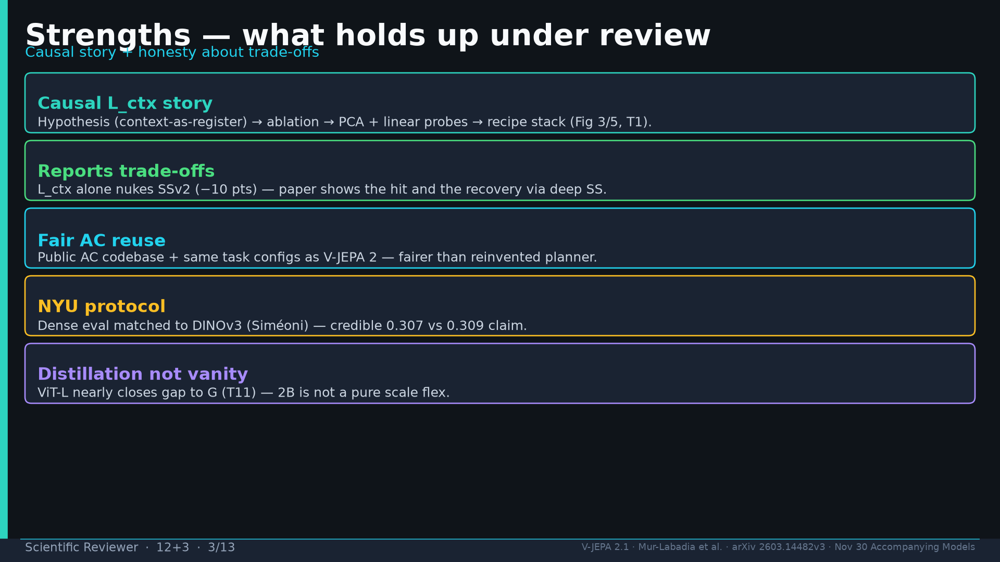 Strengths — what holds up under review
Causal story + honesty about trade-offs
Causal L_ctx story
Hypothesis (context-as-register) → ablation → PCA + linear probes → recipe stack (Fig 3/5, T1).
Reports trade-offs
L_ctx alone nukes SSv2 (−10 pts) — paper shows the hit and the recovery via deep SS.
Fair AC reuse
Public AC codebase + same task configs as V-JEPA 2 — fairer than reinvented planner.
NYU protocol
Dense eval matched to DINOv3 (Siméoni) — credible 0.307 vs 0.309 claim.
Distillation not vanity
ViT-L nearly closes gap to G (T11) — 2B is not a pure scale flex.
Scientific Reviewer · 12+3 · 3/13
V-JEPA 2.1 · Mur-Labadia et al. · arXiv 2603.14482v3 · Nov 30 Accompanying Models